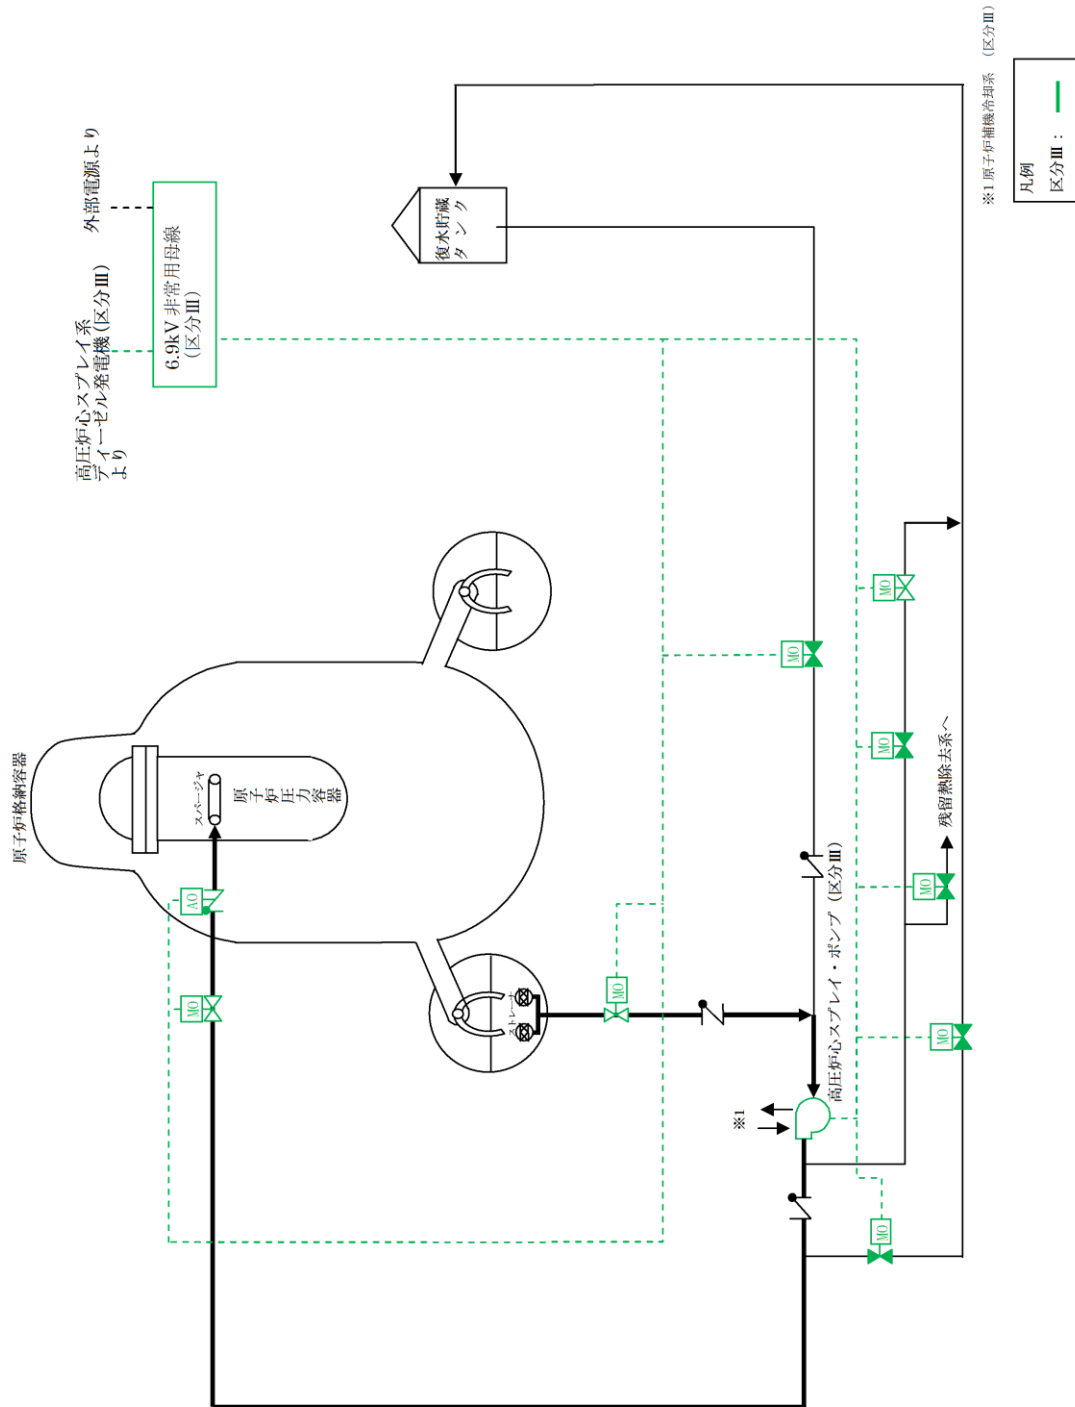 原子炉格納容器
スパージャ
原子炉
圧力
容器
ストレーナ
高圧炉心スプレイ系
ディーゼル発電機(区分Ⅲ)
より
外部電源より
6.9kV 非常用母線
(区分Ⅲ)
復水貯蔵
タンク
AO
MO
MO
MO
MO
MO
MO
MO
MO
※1
高圧炉心スプレイ・ポンプ (区分Ⅲ)
残留熱除去系へ
※1 原子炉補機冷却系 (区分Ⅲ)
凡例
区分Ⅲ：